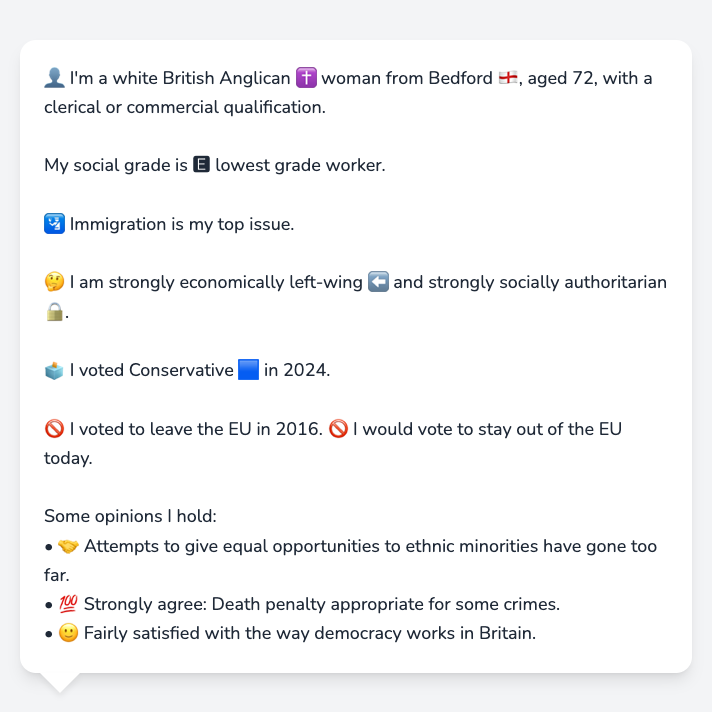 👤 I'm a white British Anglican ✝️ woman from Bedford 🏴󠁧󠁢󠁥󠁮󠁧󠁿, aged 72, with a
clerical or commercial qualification.
My social grade is 🅴 lowest grade worker.
🛂 Immigration is my top issue.
🤔 I am strongly economically left-wing ⬅️ and strongly socially authoritarian
🔒.
🗳️ I voted Conservative 🟦 in 2024.
🚫 I voted to leave the EU in 2016. 🚫 I would vote to stay out of the EU
today.
Some opinions I hold:
• 🤝 Attempts to give equal opportunities to ethnic minorities have gone too
far.
• 💯 Strongly agree: Death penalty appropriate for some crimes.
• 🙂 Fairly satisfied with the way democracy works in Britain.